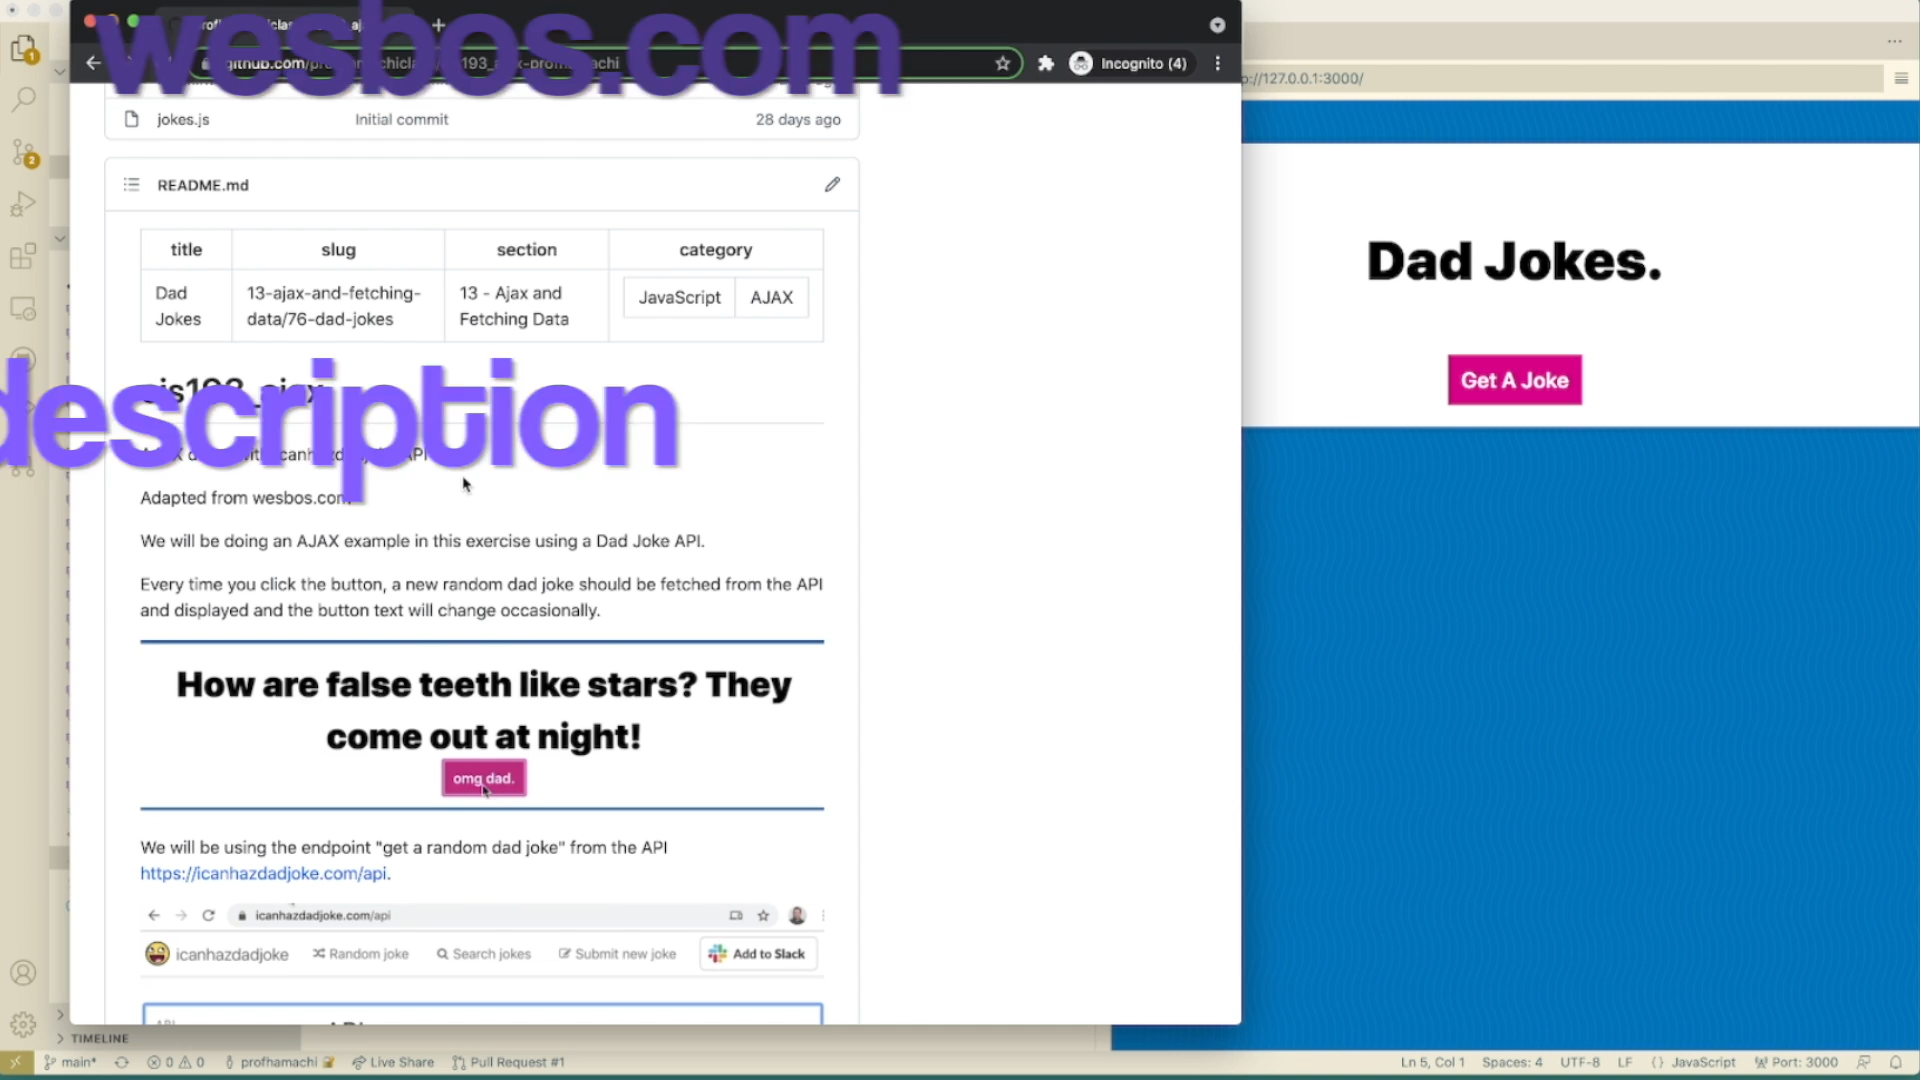 wesbos.com
Incognito (4)
p://127.0.0.1:3000/
jokes.js Initial commit 28 days ago
README.md
title slug section category
Dad Jokes
13-ajax-and-fetching-data/76-dad-jokes
13 - Ajax and Fetching Data
JavaScript AJAX
description
Adapted from wesbos.com
We will be doing an AJAX example in this exercise using a Dad Joke API.
Every time you click the button, a new random dad joke should be fetched from the API
and displayed and the button text will change occasionally.
How are false teeth like stars? They
come out at night!
omg dad.
We will be using the endpoint "get a random dad joke" from the API
https://icanhazdadjoke.com/api.
icanhazdadjoke.com/api
icanhazdadjoke Random joke Search jokes Submit new joke Add to Slack
Dad Jokes.
Get A Joke
1
2
TIMELINE
main* 0 0 profhamachi Live Share Pull Request #1 Ln 5, Col 1 Spaces: 4 UTF-8 LF {} JavaScript Port: 3000